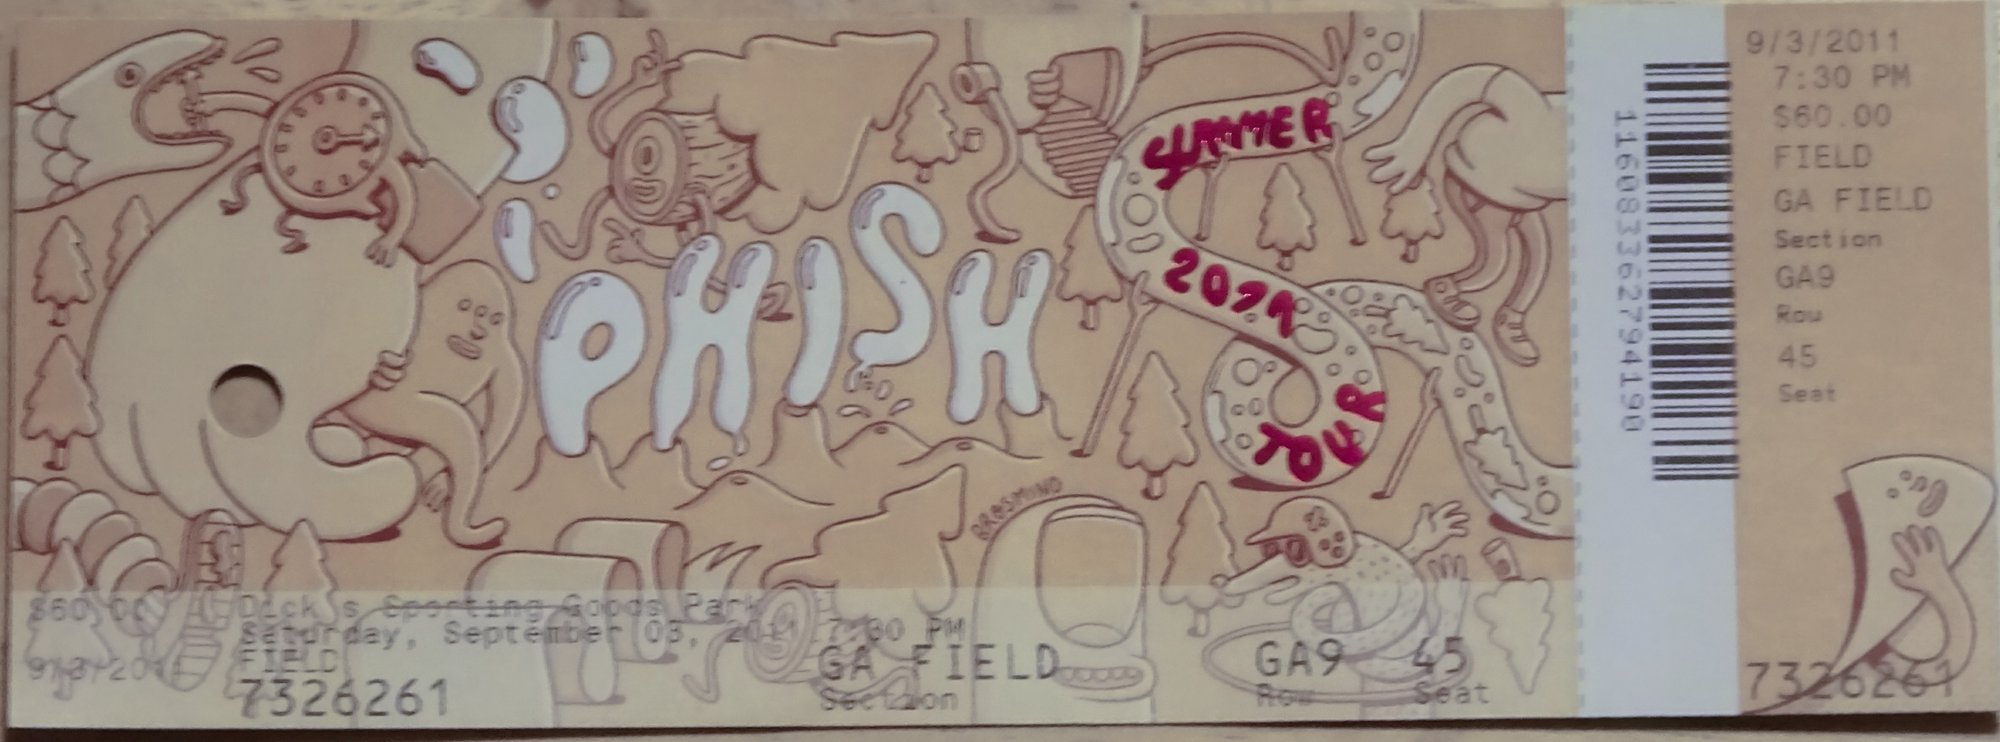 PHISH
SUMMER
2011
TOUR
BROSMIND
$60.00
Dick's Sporting Goods Park
Saturday, September 03, 2011 7:30 PM
FIELD
9/3/2011
7326261
GA FIELD
Section
GA9
Row
45
Seat
116083362794190
9/3/2011
7:30 PM
$60.00
FIELD
GA FIELD
Section
GA9
Row
45
Seat
7326261